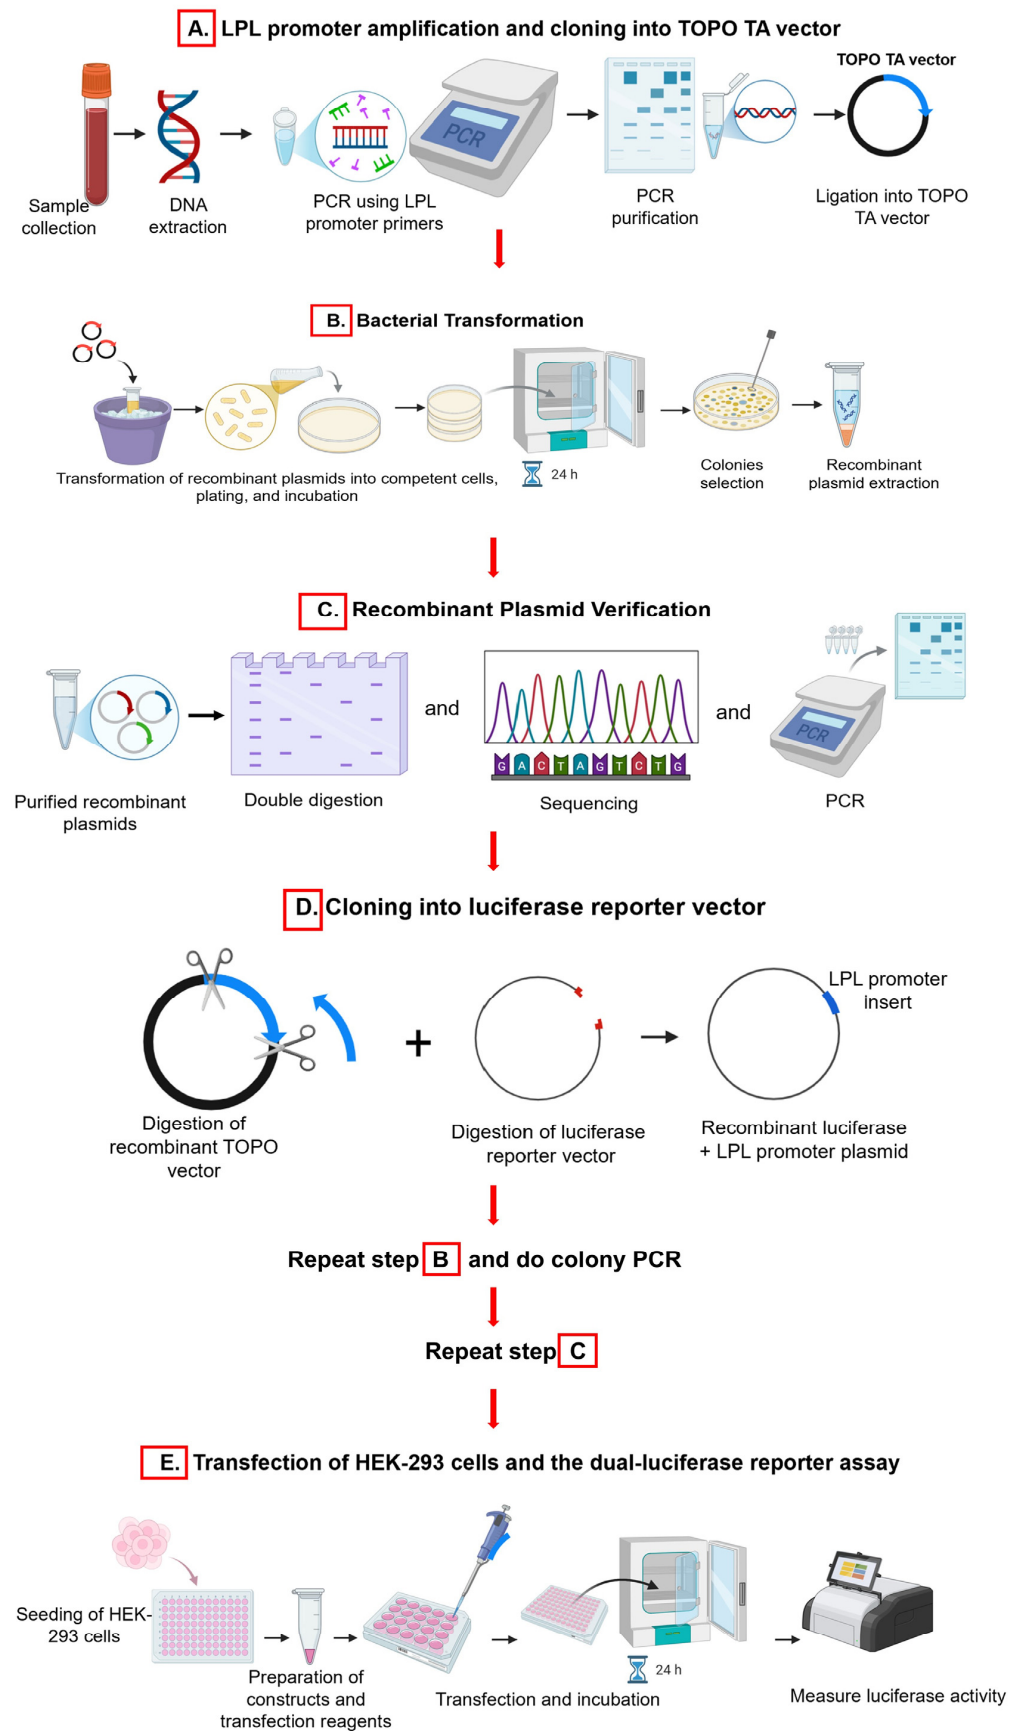 A. LPL promoter amplification and cloning into TOPO TA vector
TOPO TA vector
PCR
Sample
collection
DNA
extraction
PCR using LPL
promoter primers
PCR
purification
Ligation into TOPO
TA vector
B. Bacterial Transformation
24 h
Transformation of recombinant plasmids into competent cells,
plating, and incubation
Colonies
selection
Recombinant
plasmid extraction
C. Recombinant Plasmid Verification
and
and
PCR
G A C T A G T C T G
Purified recombinant
plasmids
Double digestion
Sequencing
PCR
D. Cloning into luciferase reporter vector
LPL promoter
insert
+
Digestion of
recombinant TOPO
vector
Digestion of luciferase
reporter vector
Recombinant luciferase
+ LPL promoter plasmid
Repeat step B and do colony PCR
Repeat step C
E. Transfection of HEK-293 cells and the dual-luciferase reporter assay
Seeding of HEK-
293 cells
24 h
Preparation of
constructs and
transfection reagents
Transfection and incubation
Measure luciferase activity